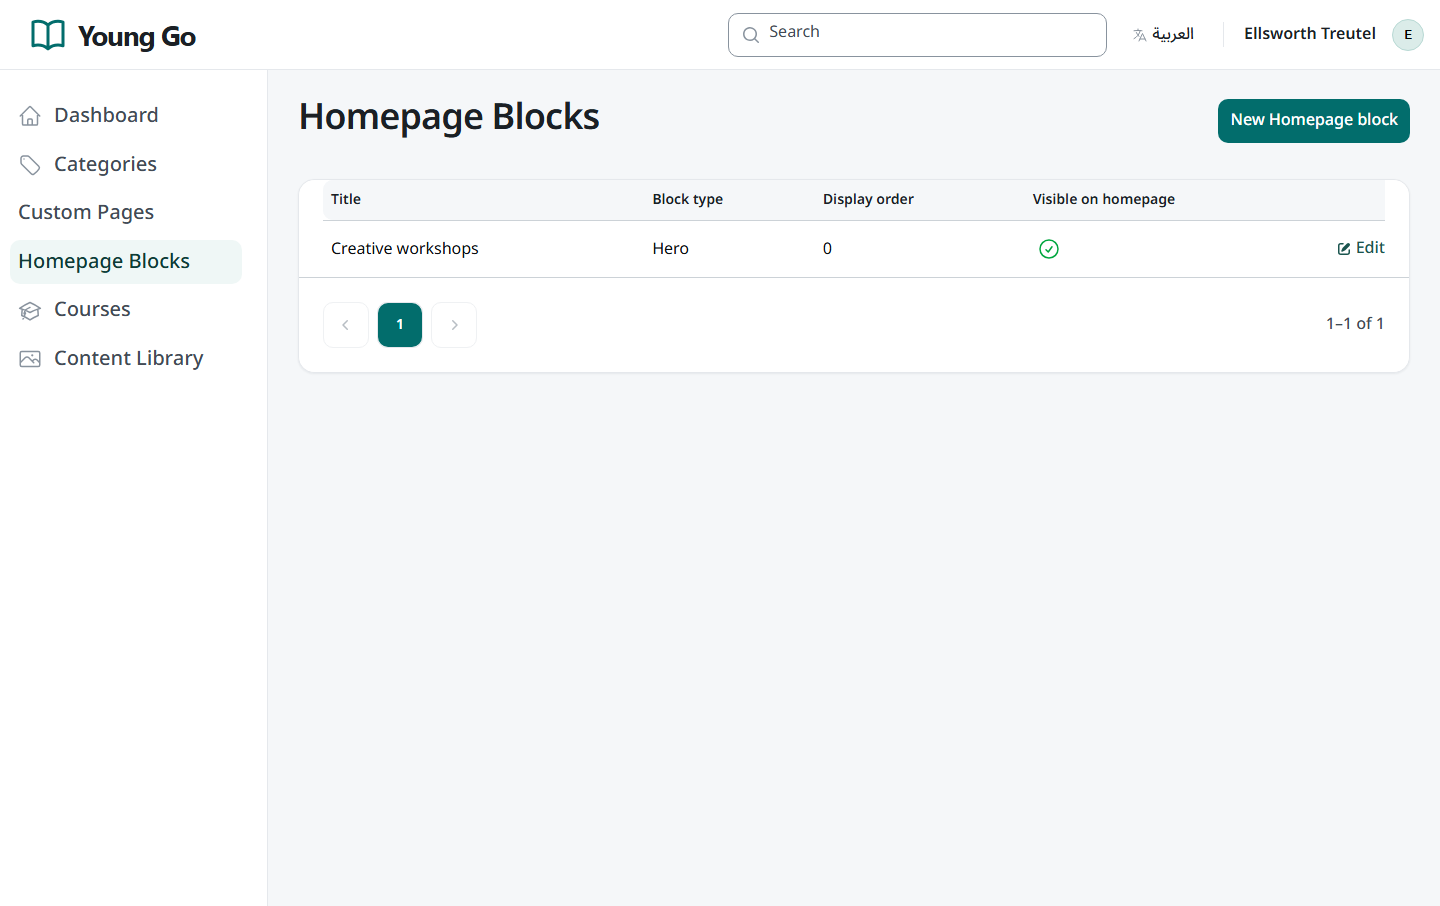 Young Go
Search
العربية
Ellsworth Treutel
E
Dashboard
Categories
Custom Pages
Homepage Blocks
Courses
Content Library
Homepage Blocks
New Homepage block
Title Block type Display order Visible on homepage
Creative workshops Hero 0 Edit
1
1–1 of 1